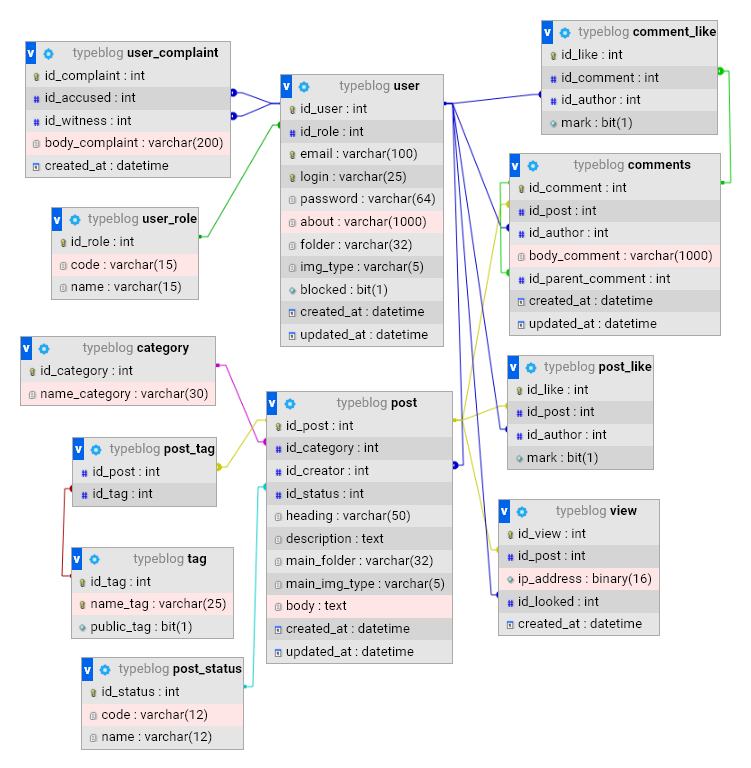 v typeblog user_complaint
id_complaint : int
id_accused : int
id_witness : int
body_complaint : varchar(200)
created_at : datetime
v typeblog user_role
id_role : int
code : varchar(15)
name : varchar(15)
v typeblog category
id_category : int
name_category : varchar(30)
v typeblog post_tag
id_post : int
id_tag : int
v typeblog tag
id_tag : int
name_tag : varchar(25)
public_tag : bit(1)
v typeblog post_status
id_status : int
code : varchar(12)
name : varchar(12)
v typeblog user
id_user : int
id_role : int
email : varchar(100)
login : varchar(25)
password : varchar(64)
about : varchar(1000)
folder : varchar(32)
img_type : varchar(5)
blocked : bit(1)
created_at : datetime
updated_at : datetime
v typeblog post
id_post : int
id_category : int
id_creator : int
id_status : int
heading : varchar(50)
description : text
main_folder : varchar(32)
main_img_type : varchar(5)
body : text
created_at : datetime
updated_at : datetime
v typeblog comment_like
id_like : int
id_comment : int
id_author : int
mark : bit(1)
v typeblog comments
id_comment : int
id_post : int
id_author : int
body_comment : varchar(1000)
id_parent_comment : int
created_at : datetime
updated_at : datetime
v typeblog post_like
id_like : int
id_post : int
id_author : int
mark : bit(1)
v typeblog view
id_view : int
id_post : int
ip_address : binary(16)
id_looked : int
created_at : datetime